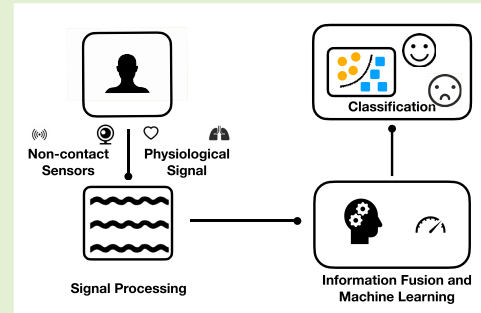 Non-contact
Sensors
Physiological
Signal
Classification
Signal Processing
Information Fusion and
Machine Learning